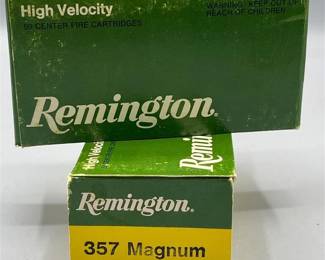 High Velocity
50 CENTER FIRE CARTRIDGES
WARNING: KEEP OUT OF
REACH OF CHILDREN.
Remington.
High Velocity
Remington.
357 Magnum